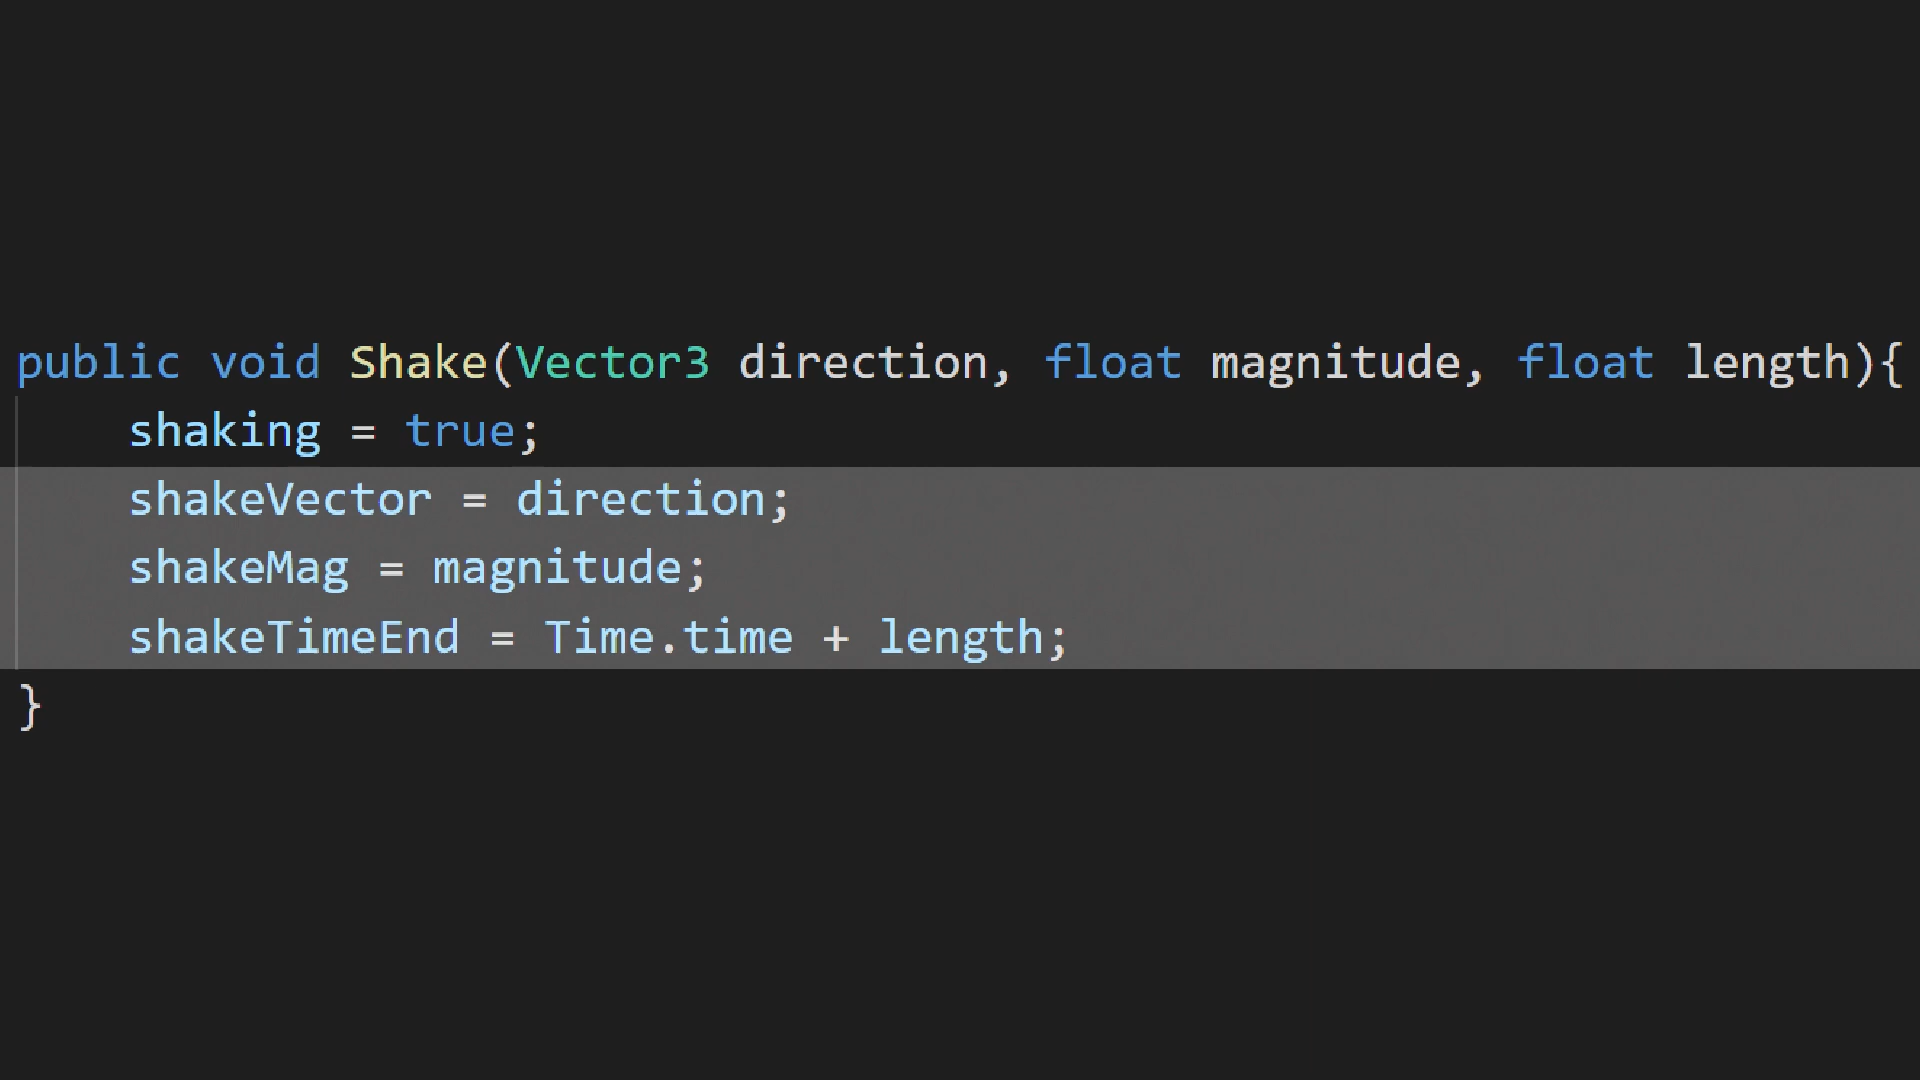 public void Shake(Vector3 direction, float magnitude, float length){
    shaking = true;
    shakeVector = direction;
    shakeMag = magnitude;
    shakeTimeEnd = Time.time + length;
}